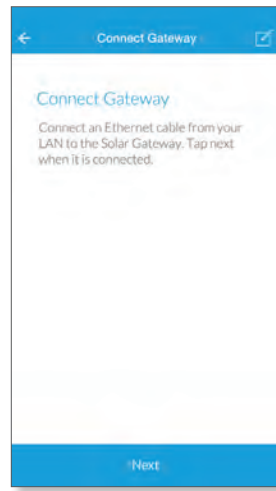 Connect Gateway
Connect Gateway
Connect an Ethernet cable from your
LAN to the Solar Gateway. Tap next
when it is connected.
Next